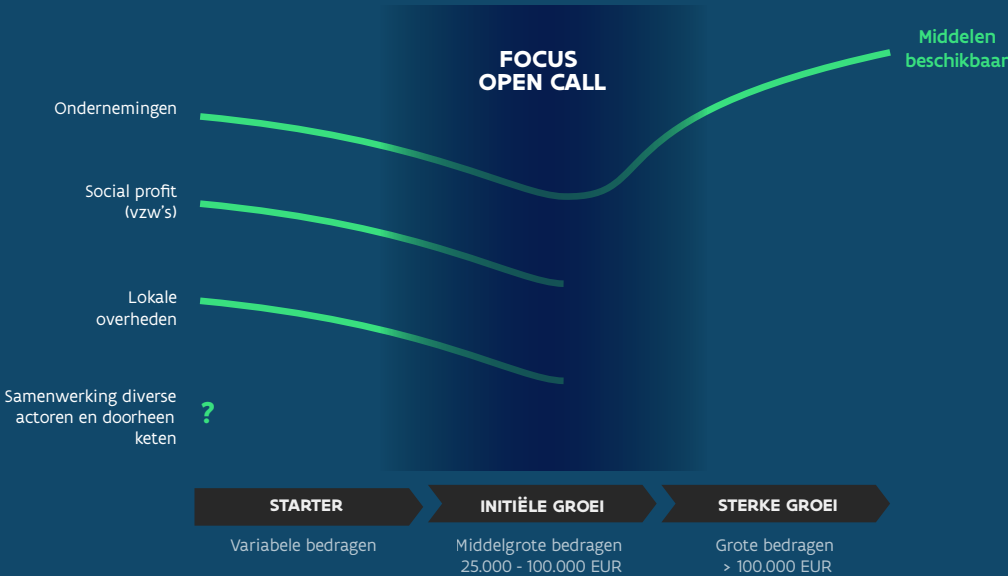 FOCUS
OPEN CALL
Middelen
beschikbaar
Ondernemingen
Social profit
(vzw's)
Lokale
overheden
Samenwerking diverse
actoren en doorheen
keten
?
STARTER
INITIËLE GROEI
STERKE GROEI
Variabele bedragen
Middelgrote bedragen
25.000 - 100.000 EUR
Grote bedragen
> 100.000 EUR